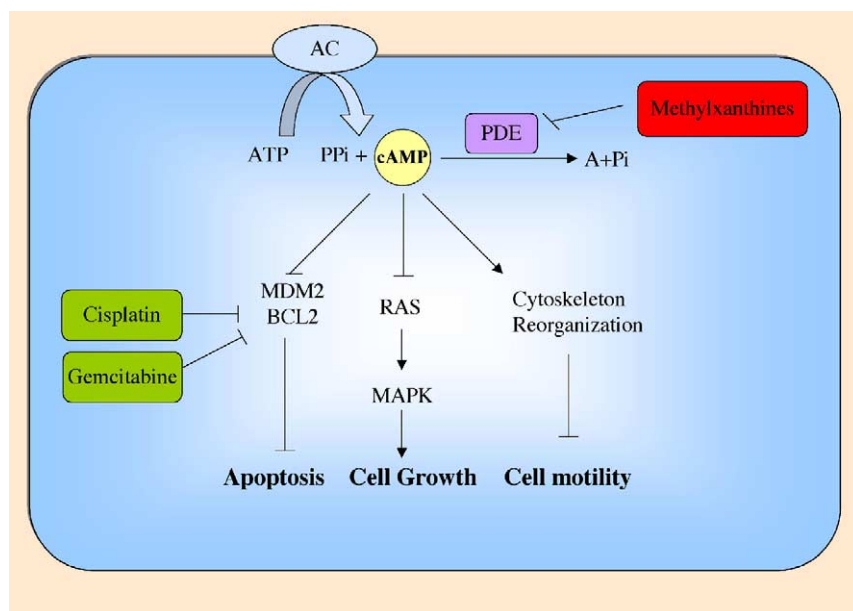 AC
Methylxanthines
PDE
ATP
PPi +
cAMP
A+Pi
MDM2
BCL2
RAS
Cytoskeleton
Reorganization
Cisplatin
Gemcitabine
MAPK
Apoptosis
Cell Growth
Cell motility